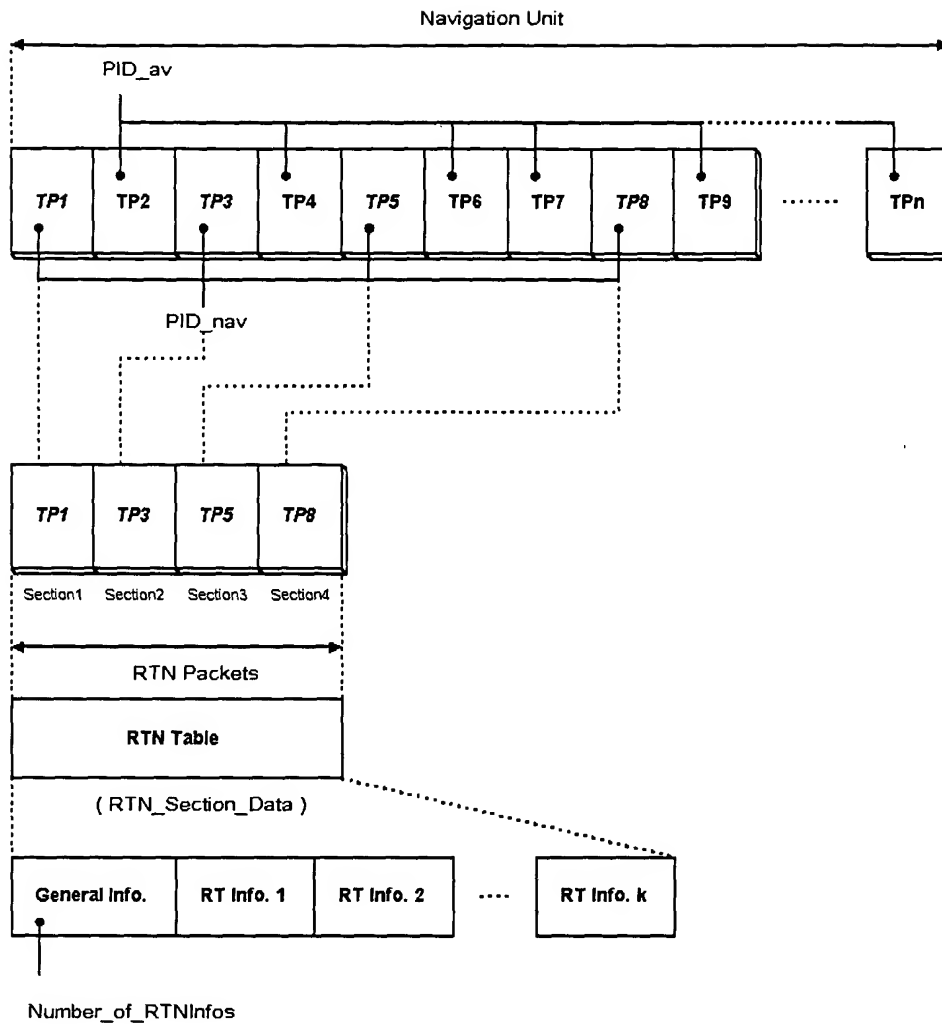 Navigation Unit
PID_av
TP1 TP2 TP3 TP4 TP5 TP6 TP7 TP8 TP9 ...... TPn
PID_nav
TP1 TP3 TP5 TP8
Section1 Section2 Section3 Section4
RTN Packets
RTN Table
( RTN_Section_Data )
General Info. RT Info. 1 RT Info. 2 .... RT Info. k
Number_of_RTNInfos